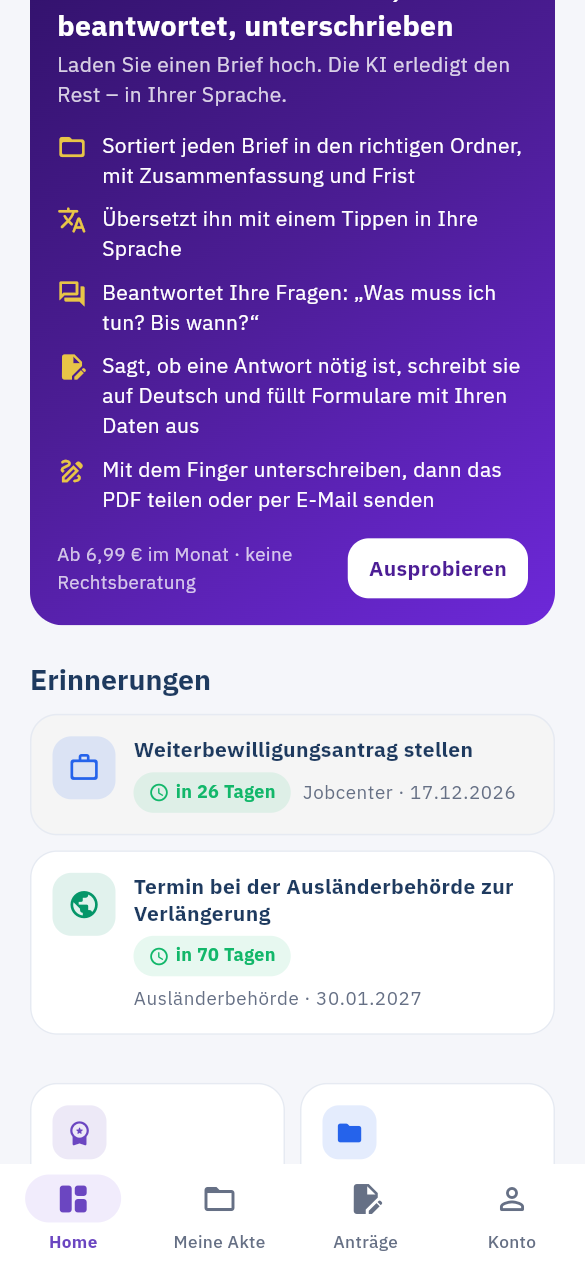 beantwortet, unterschrieben
Laden Sie einen Brief hoch. Die KI erledigt den
Rest – in Ihrer Sprache.
Sortiert jeden Brief in den richtigen Ordner,
mit Zusammenfassung und Frist
Übersetzt ihn mit einem Tippen in Ihre
Sprache
Beantwortet Ihre Fragen: „Was muss ich
tun? Bis wann?“
Sagt, ob eine Antwort nötig ist, schreibt sie
auf Deutsch und füllt Formulare mit Ihren
Daten aus
Mit dem Finger unterschreiben, dann das
PDF teilen oder per E-Mail senden
Ab 6,99 € im Monat · keine
Rechtsberatung
Ausprobieren
Erinnerungen
Weiterbewilligungsantrag stellen
in 26 Tagen Jobcenter · 17.12.2026
Termin bei der Ausländerbehörde zur
Verlängerung
in 70 Tagen
Ausländerbehörde · 30.01.2027
Home Meine Akte Anträge Konto